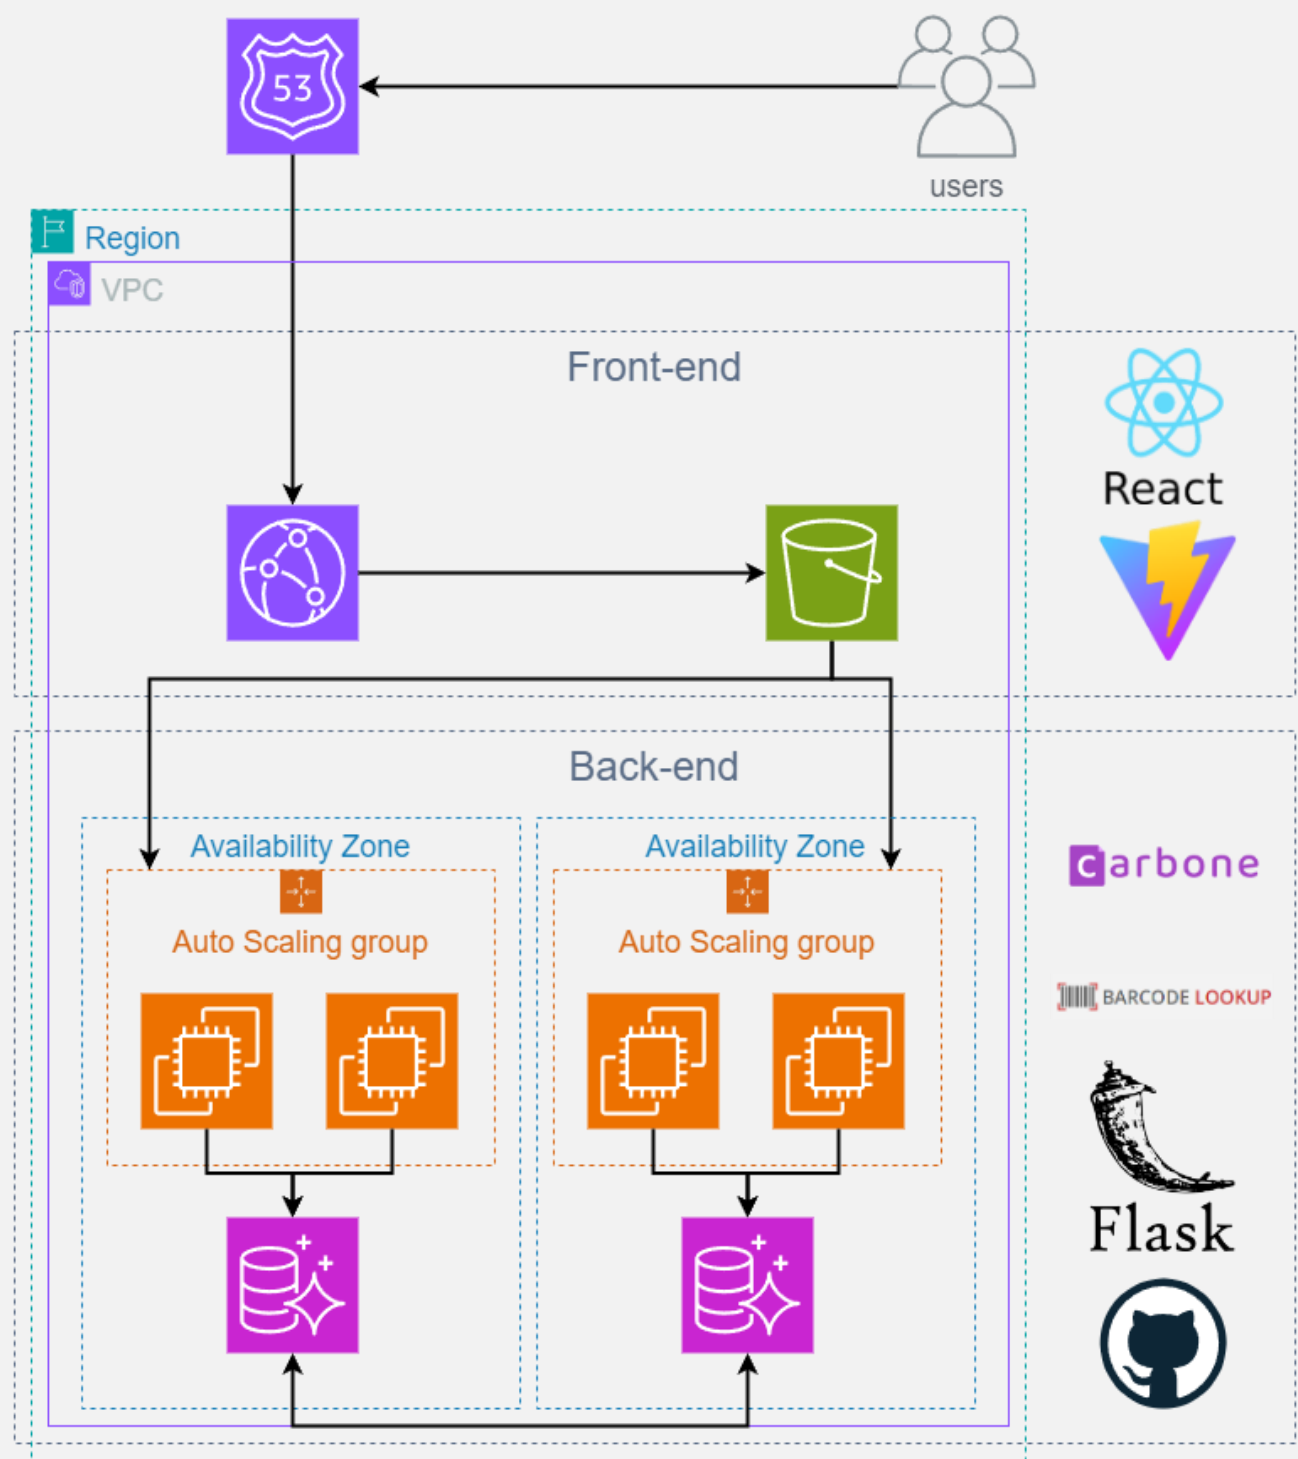 53
users
Region
VPC
Front-end
React
Back-end
Availability Zone
Availability Zone
Auto Scaling group
Auto Scaling group
carbone
BARCODE LOOKUP
Flask